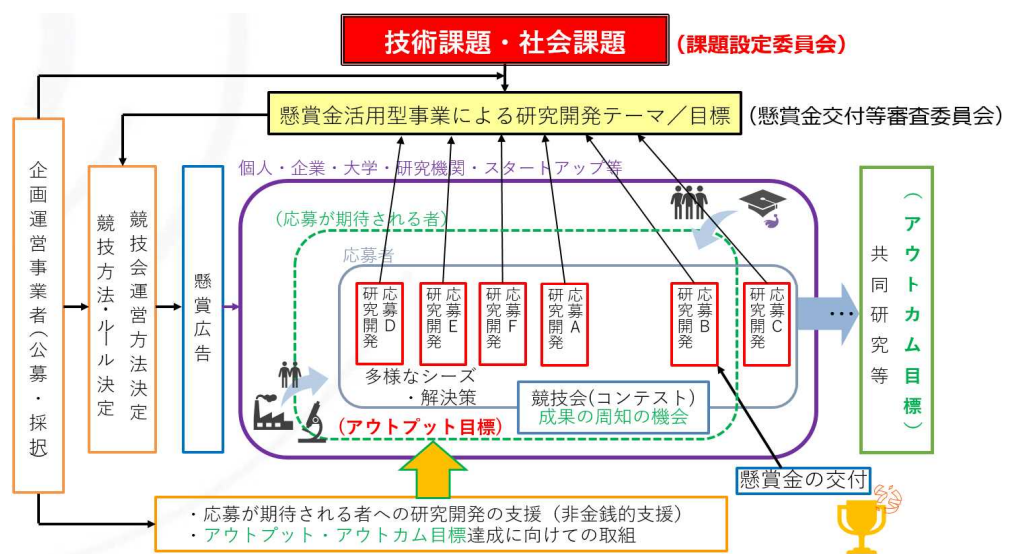 技術課題・社会課題
(課題設定委員会)
懸賞金活用型事業による研究開発テーマ／目標
(懸賞金交付等審査委員会)
企画運営事業者(公募・採択)
競技会運営方法決定
競技方法・ルール決定
懸賞広告
個人・企業・大学・研究機関・スタートアップ等
(応募が期待される者)
応募者
応募D
研究開発
応募E
研究開発
応募F
研究開発
応募A
研究開発
応募B
研究開発
応募C
研究開発
多様なシーズ
・解決策
競技会(コンテスト)
成果の周知の機会
(アウトプット目標)
…
(アウトカム目標)
共同研究等
懸賞金の交付
・応募が期待される者への研究開発の支援（非金銭的支援）
・アウトプット・アウトカム目標達成に向けての取組